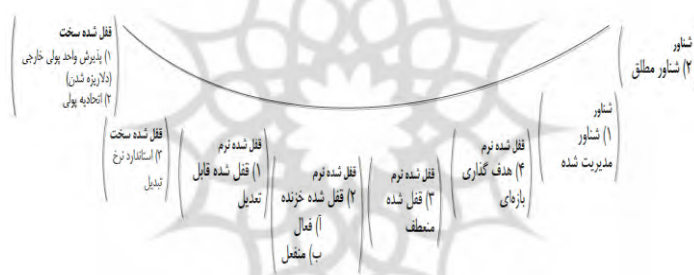 شناور
۲) شناور مطلق
شناور
۱) شناور
مدیریت شده
قفل شده نرم
۴) هدف گذاری
بازه‌ای
قفل شده نرم
۳) قفل شده
منعطف
قفل شده نرم
۲) قفل شده خزنده
آ) فعال
ب) منفعل
قفل شده نرم
۱) قفل شده قابل
تعدیل
قفل شده سخت
۳) استاندارد نرخ
تبدیل
قفل شده سخت
۱) پذیرش واحد پولی خارجی
(دلاریزه شدن)
۲) اتحادیه پولی